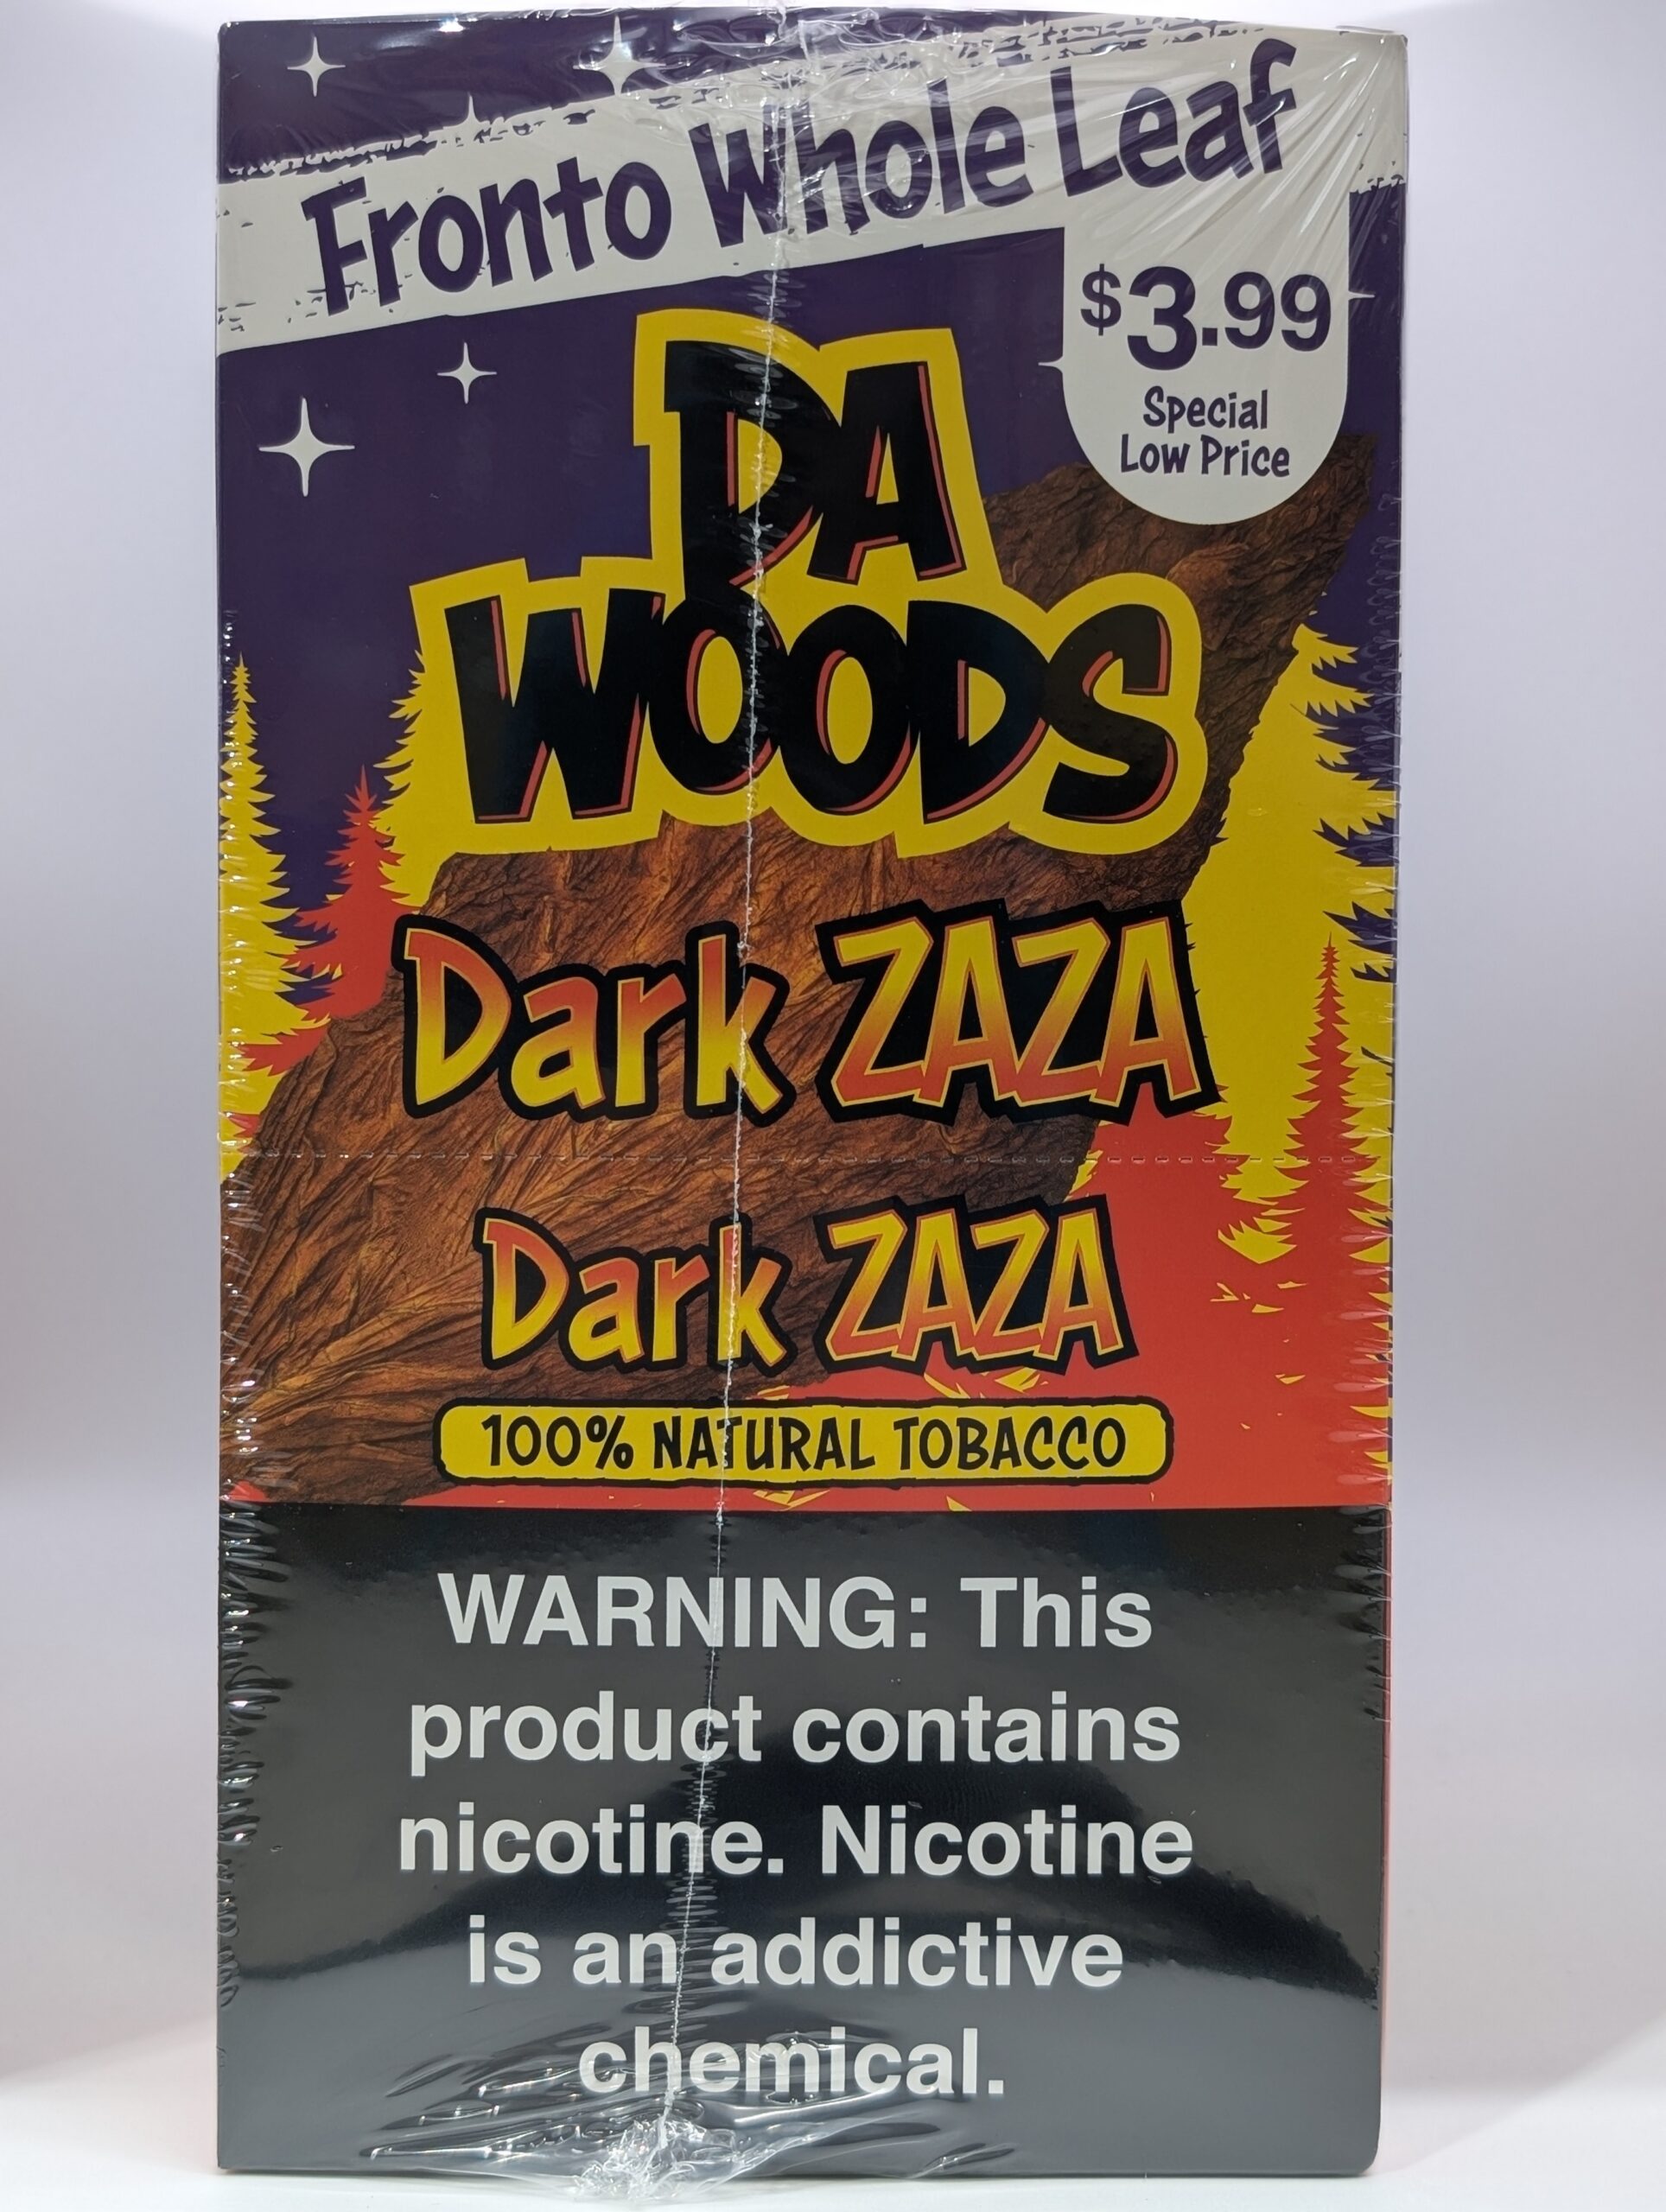 Fronto Whole Leaf
$3.99
Special
Low Price
DA
WOODS
Dark ZAZA
Dark ZAZA
100% NATURAL TOBACCO
WARNING: This
product contains
nicotine. Nicotine
is an addictive
chemical.